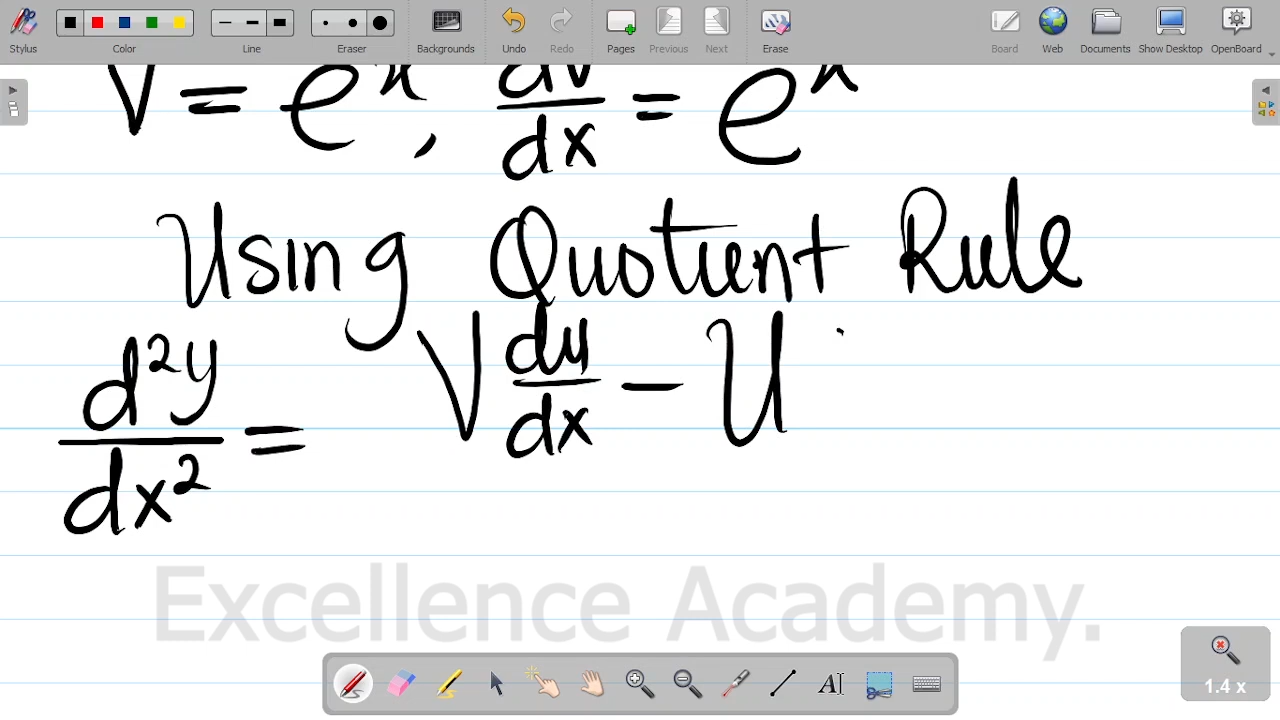 Stylus Color Line Eraser Backgrounds Undo Redo Pages Previous Next Erase Board Web Documents Show Desktop OpenBoard
V = e^x, dv/dx = e^x
Using Quotient Rule
d²y/dx² = V du/dx - U
Excellence Academy.
1.4 x